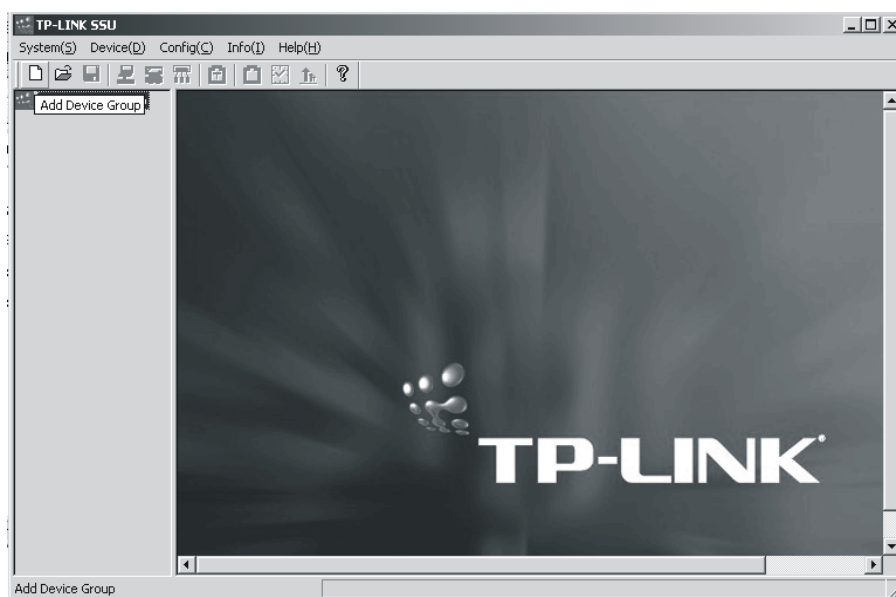 TP-LINK SSU
System(S) Device(D) Config(C) Info(I) Help(H)
Add Device Group
TP-LINK
Add Device Group